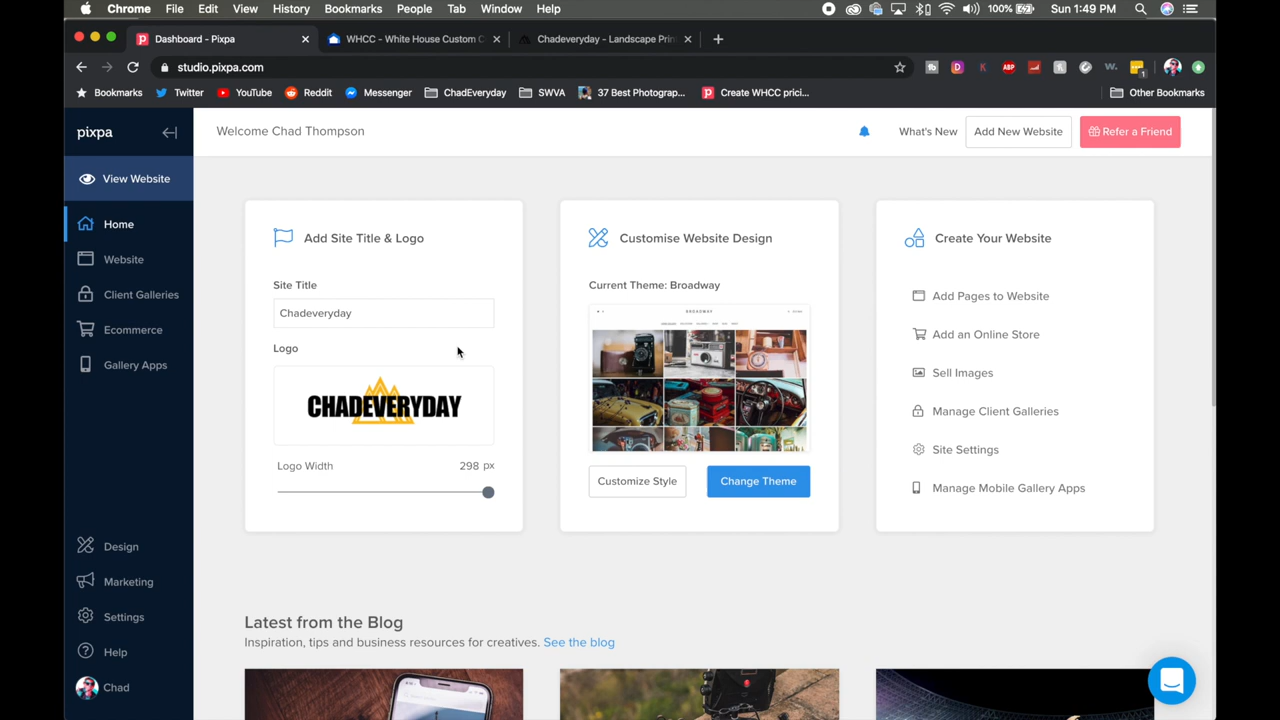 Chrome File Edit View History Bookmarks People Tab Window Help 100% Sun 1:49 PM
Dashboard - Pixpa WHCC - White House Custom C Chadeveryday - Landscape Prin
studio.pixpa.com ABP 1
Bookmarks Twitter YouTube Reddit Messenger ChadEveryday SWVA 37 Best Photograp... Create WHCC prici... Other Bookmarks
pixpa Welcome Chad Thompson What's New Add New Website Refer a Friend
View Website
Home
Website
Client Galleries
Ecommerce
Gallery Apps
Design
Marketing
Settings
Help
Chad
Add Site Title & Logo
Site Title
Chadeveryday
Logo
CHADEVERYDAY
Logo Width 298 px
Customise Website Design
Current Theme: Broadway
BROADWAY
Customize Style Change Theme
Create Your Website
Add Pages to Website
Add an Online Store
Sell Images
Manage Client Galleries
Site Settings
Manage Mobile Gallery Apps
Latest from the Blog
Inspiration, tips and business resources for creatives. See the blog